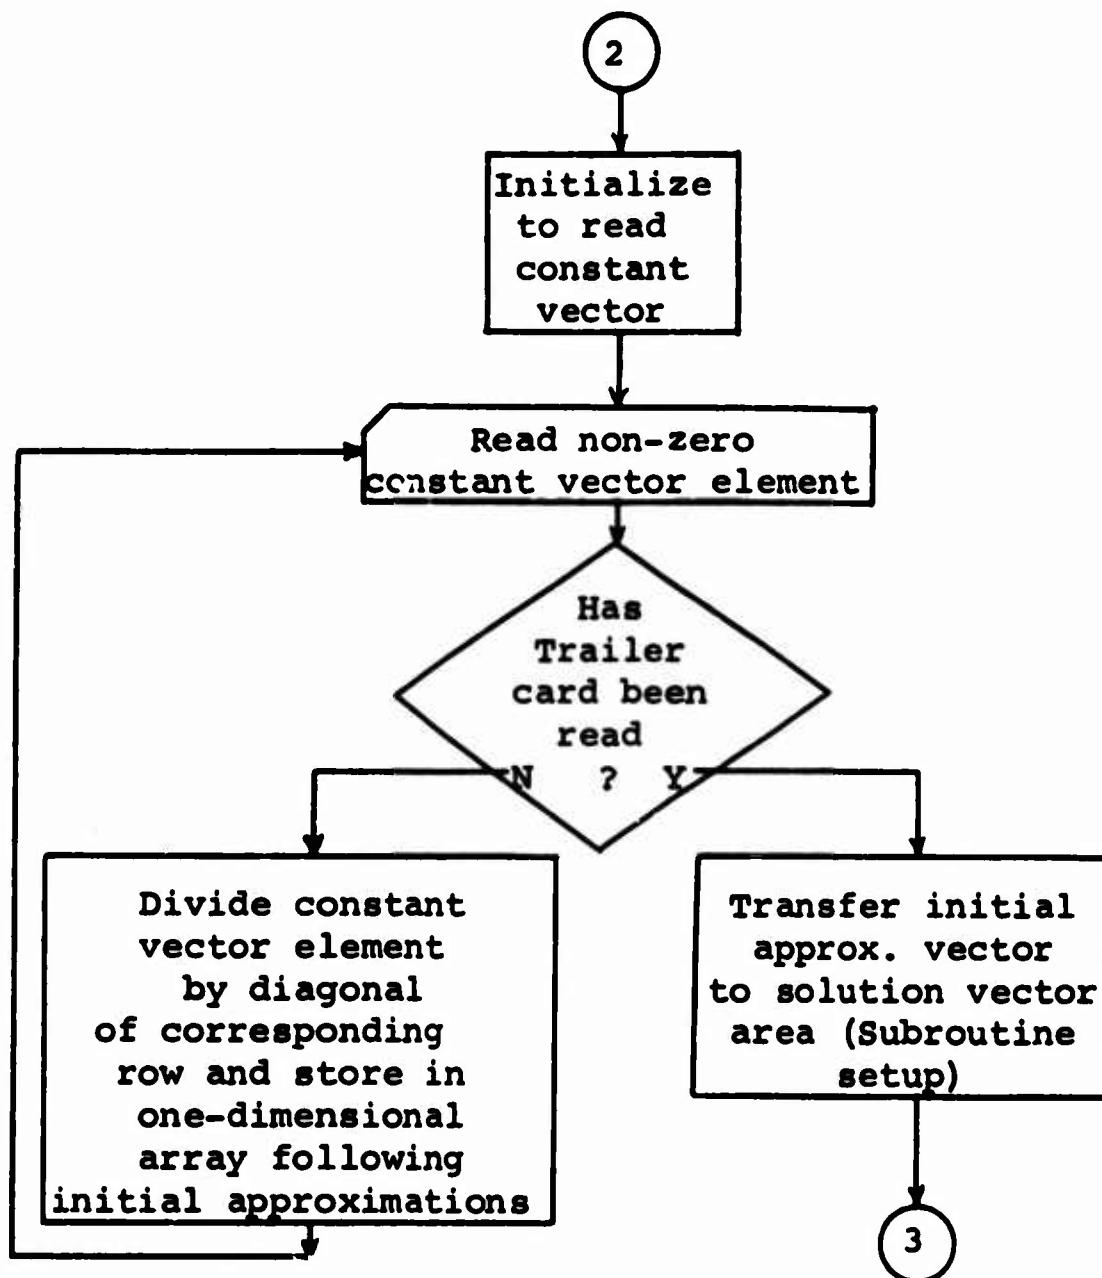 2
Initialize
to read
constant
vector
Read non-zero
constant vector element
Has
Trailer
card been
read
N ? Y
Divide constant
vector element
by diagonal
of corresponding
row and store in
one-dimensional
array following
initial approximations
Transfer initial
approx. vector
to solution vector
area (Subroutine
setup)
3